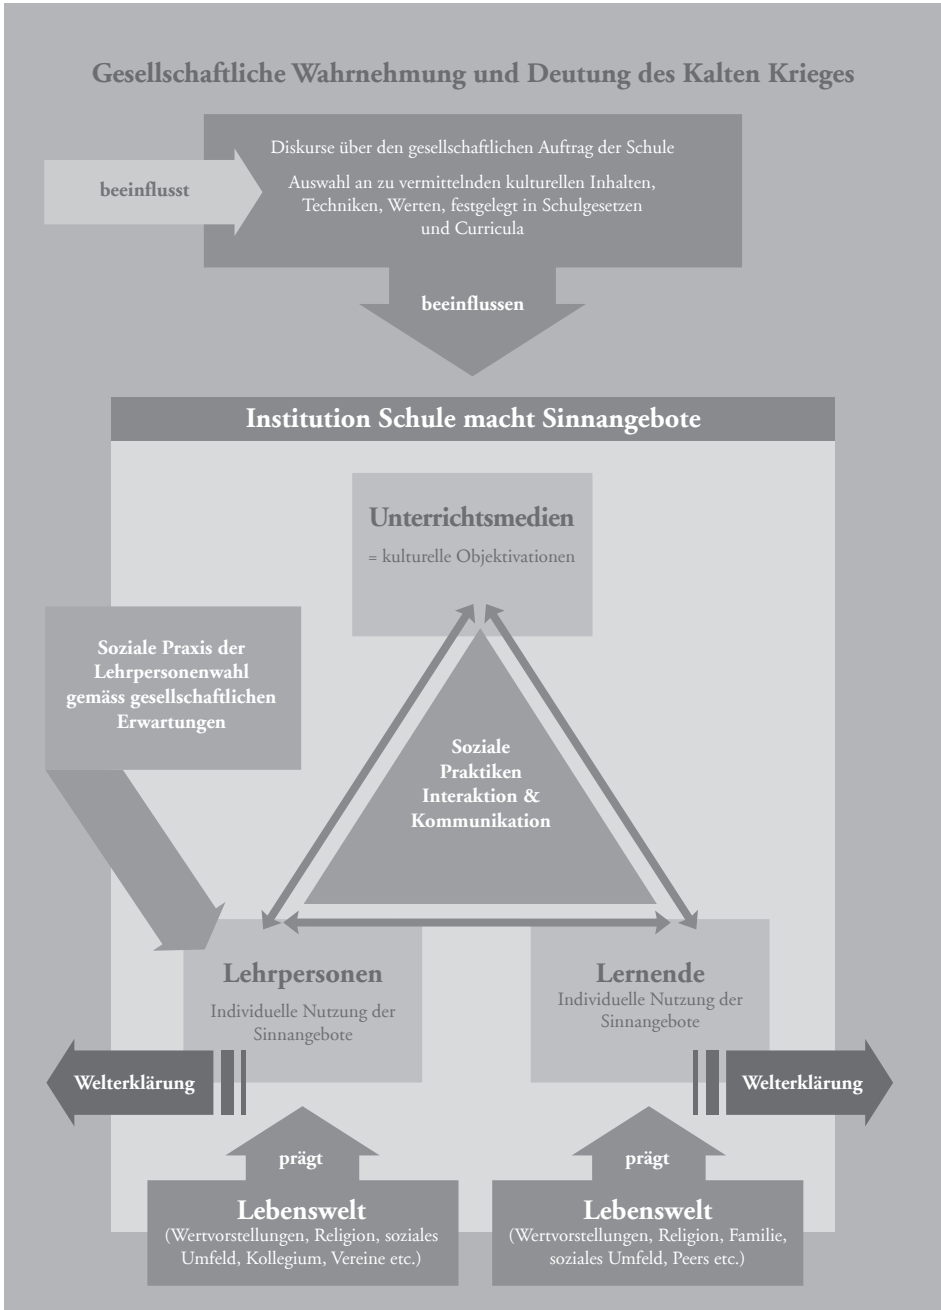 Gesellschaftliche Wahrnehmung und Deutung des Kalten Krieges
Diskurse über den gesellschaftlichen Auftrag der Schule
beeinflusst
Auswahl an zu vermittelnden kulturellen Inhalten,
Techniken, Werten, festgelegt in Schulgesetzen
und Curricula
beeinflussen
Institution Schule macht Sinnangebote
Unterrichtsmedien
= kulturelle Objektivationen
Soziale Praxis der
Lehrpersonenwahl
gemäss gesellschaftlichen
Erwartungen
Soziale
Praktiken
Interaktion &
Kommunikation
Lehrpersonen
Individuelle Nutzung der
Sinnangebote
Lernende
Individuelle Nutzung der
Sinnangebote
Welterklärung
Welterklärung
prägt
prägt
Lebenswelt
(Wertvorstellungen, Religion, soziales
Umfeld, Kollegium, Vereine etc.)
Lebenswelt
(Wertvorstellungen, Religion, Familie,
soziales Umfeld, Peers etc.)